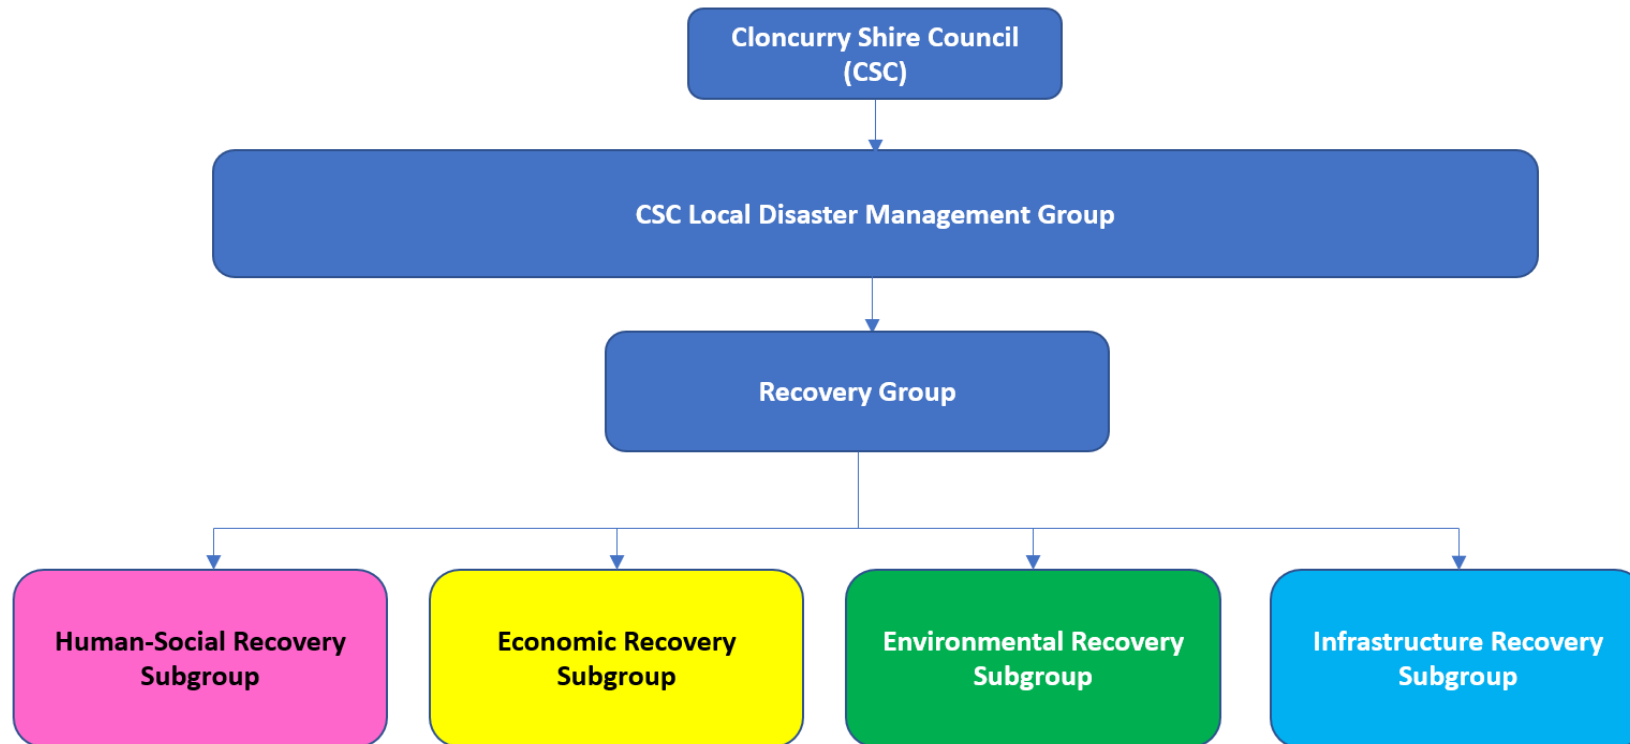 Cloncurry Shire Council
(CSC)
CSC Local Disaster Management Group
Recovery Group
Human-Social Recovery
Subgroup
Economic Recovery
Subgroup
Environmental Recovery
Subgroup
Infrastructure Recovery
Subgroup